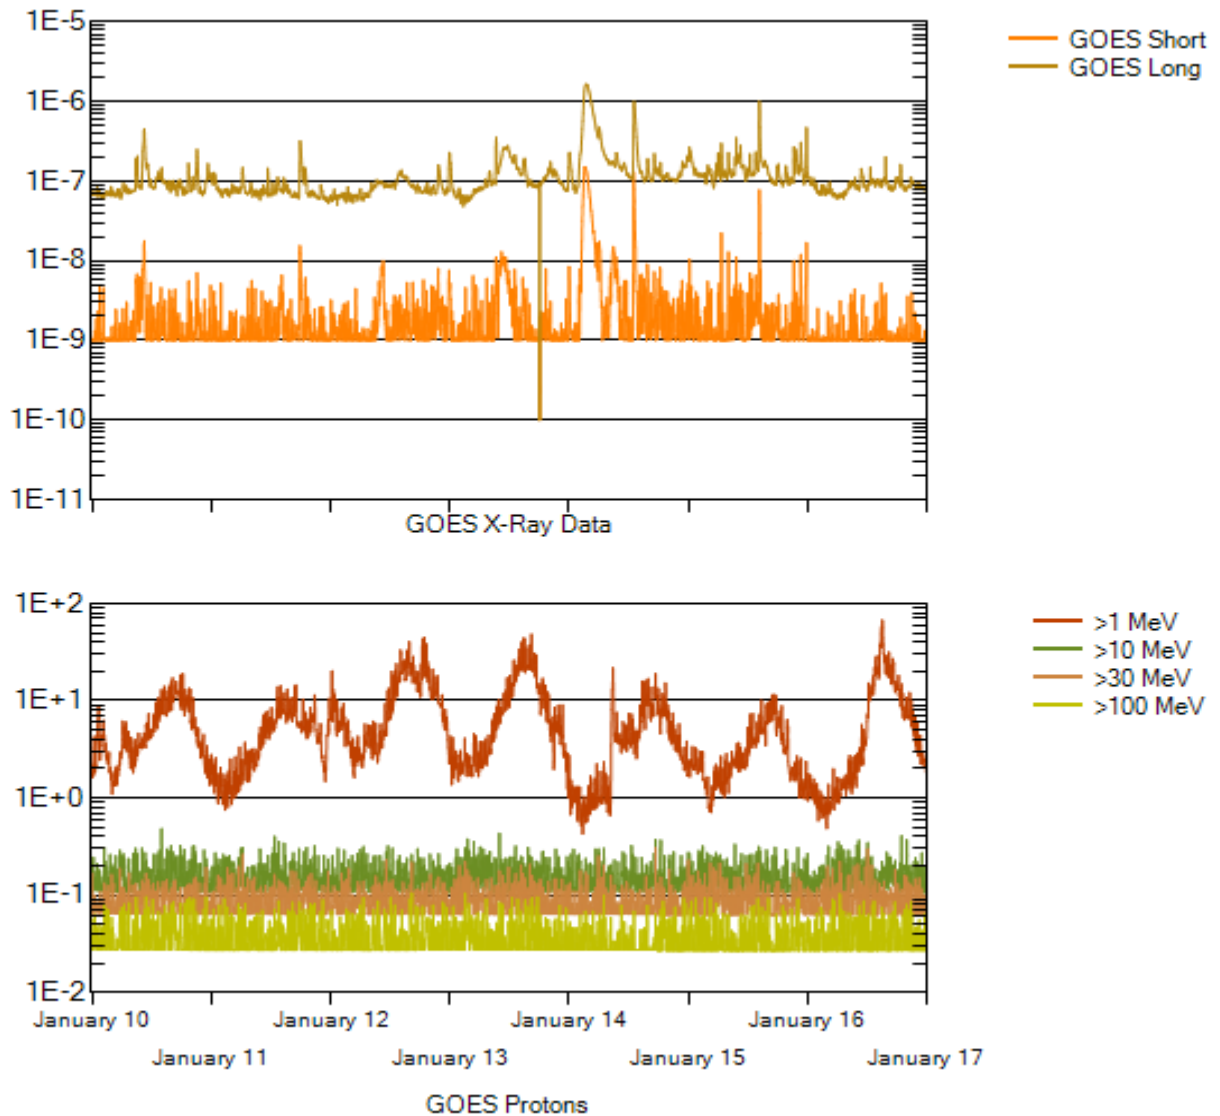 1E-5
GOES Short
GOES Long
1E-6
1E-7
1E-8
1E-9
1E-10
1E-11
GOES X-Ray Data
1E+2
>1 MeV
>10 MeV
>30 MeV
>100 MeV
1E+1
1E+0
1E-1
1E-2
January 10 January 12 January 14 January 16
January 11 January 13 January 15 January 17
GOES Protons